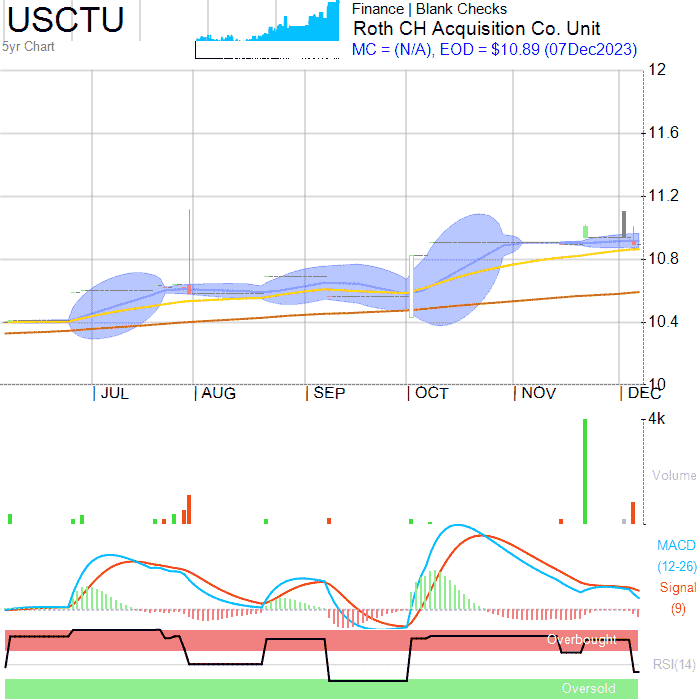 USCTU
5yr Chart
Finance | Blank Checks
Roth CH Acquisition Co. Unit
MC = (N/A), EOD = $10.89 (07Dec2023)
12
11.6
11.2
10.8
10.4
10
JUL AUG SEP OCT NOV DEC
4k
Volume
MACD
(12-26)
Signal
(9)
Overbought
RSI(14)
Oversold